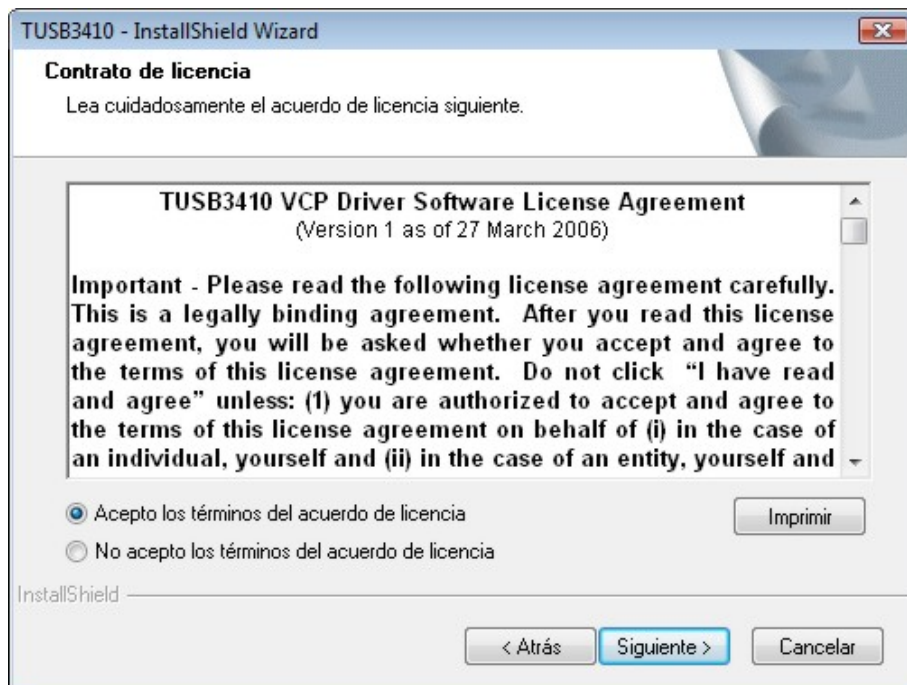 TUSB3410 - InstallShield Wizard
Contrato de licencia
Lea cuidadosamente el acuerdo de licencia siguiente.
TUSB3410 VCP Driver Software License Agreement
(Version 1 as of 27 March 2006)
Important - Please read the following license agreement carefully.
This is a legally binding agreement. After you read this license
agreement, you will be asked whether you accept and agree to
the terms of this license agreement. Do not click “I have read
and agree” unless: (1) you are authorized to accept and agree to
the terms of this license agreement on behalf of (i) in the case of
an individual, yourself and (ii) in the case of an entity, yourself and
Acepto los términos del acuerdo de licencia
Imprimir
No acepto los términos del acuerdo de licencia
InstallShield
< Atrás
Siguiente >
Cancelar